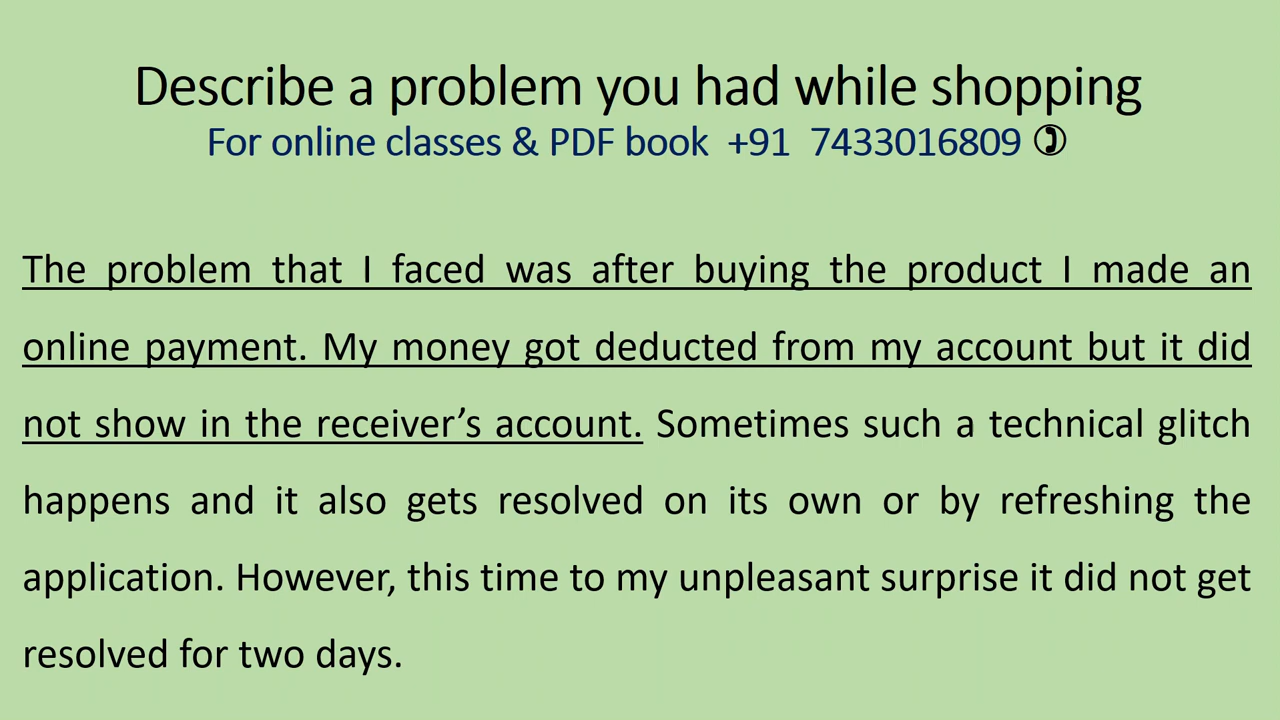 Describe a problem you had while shopping
For online classes & PDF book +91 7433016809 ✆
The problem that I faced was after buying the product I made an
online payment. My money got deducted from my account but it did
not show in the receiver’s account. Sometimes such a technical glitch
happens and it also gets resolved on its own or by refreshing the
application. However, this time to my unpleasant surprise it did not get
resolved for two days.